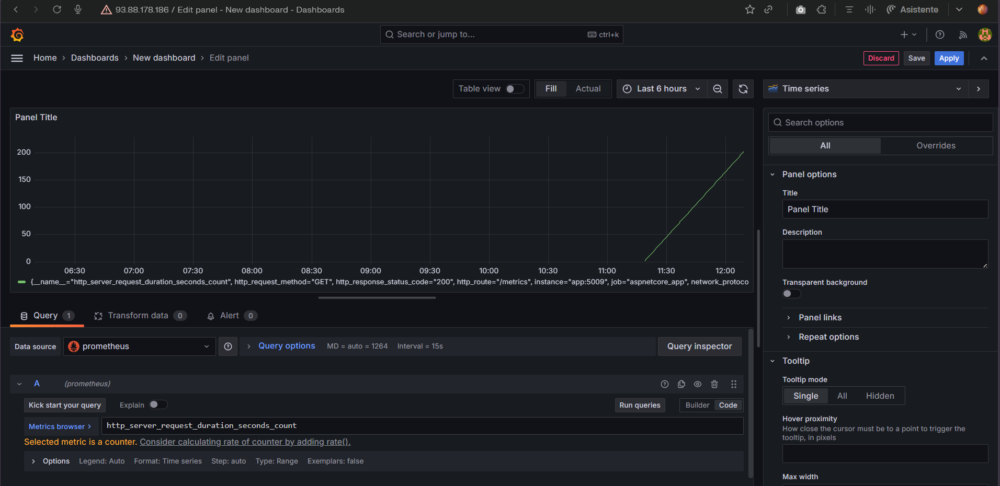 93.88.178.186 / Edit panel - New dashboard - Dashboards
Asistente
Search or jump to...
ctrl+k
Home › Dashboards › New dashboard › Edit panel
Discard
Save
Apply
Table view
Fill
Actual
Last 6 hours
Time series
Panel Title
200
150
100
50
0
06:30
07:00
07:30
08:00
08:30
09:00
09:30
10:00
10:30
11:00
11:30
12:00
{__name__="http_server_request_duration_seconds_count", http_request_method="GET", http_response_status_code="200", http_route="/metrics", instance="app:5009", job="aspnetcore_app", network_protoco
Query 1
Transform data 0
Alert 0
Data source
prometheus
Query options
MD = auto = 1264
Interval = 15s
Query inspector
A
(prometheus)
Kick start your query
Explain
Run queries
Builder
Code
Metrics browser >
http_server_request_duration_seconds_count
Selected metric is a counter. Consider calculating rate of counter by adding rate().
Options
Legend: Auto
Format: Time series
Step: auto
Type: Range
Exemplars: false
Search options
All
Overrides
Panel options
Title
Panel Title
Description
Transparent background
Panel links
Repeat options
Tooltip
Tooltip mode
Single
All
Hidden
Hover proximity
How close the cursor must be to a point to trigger the
tooltip, in pixels
Max width